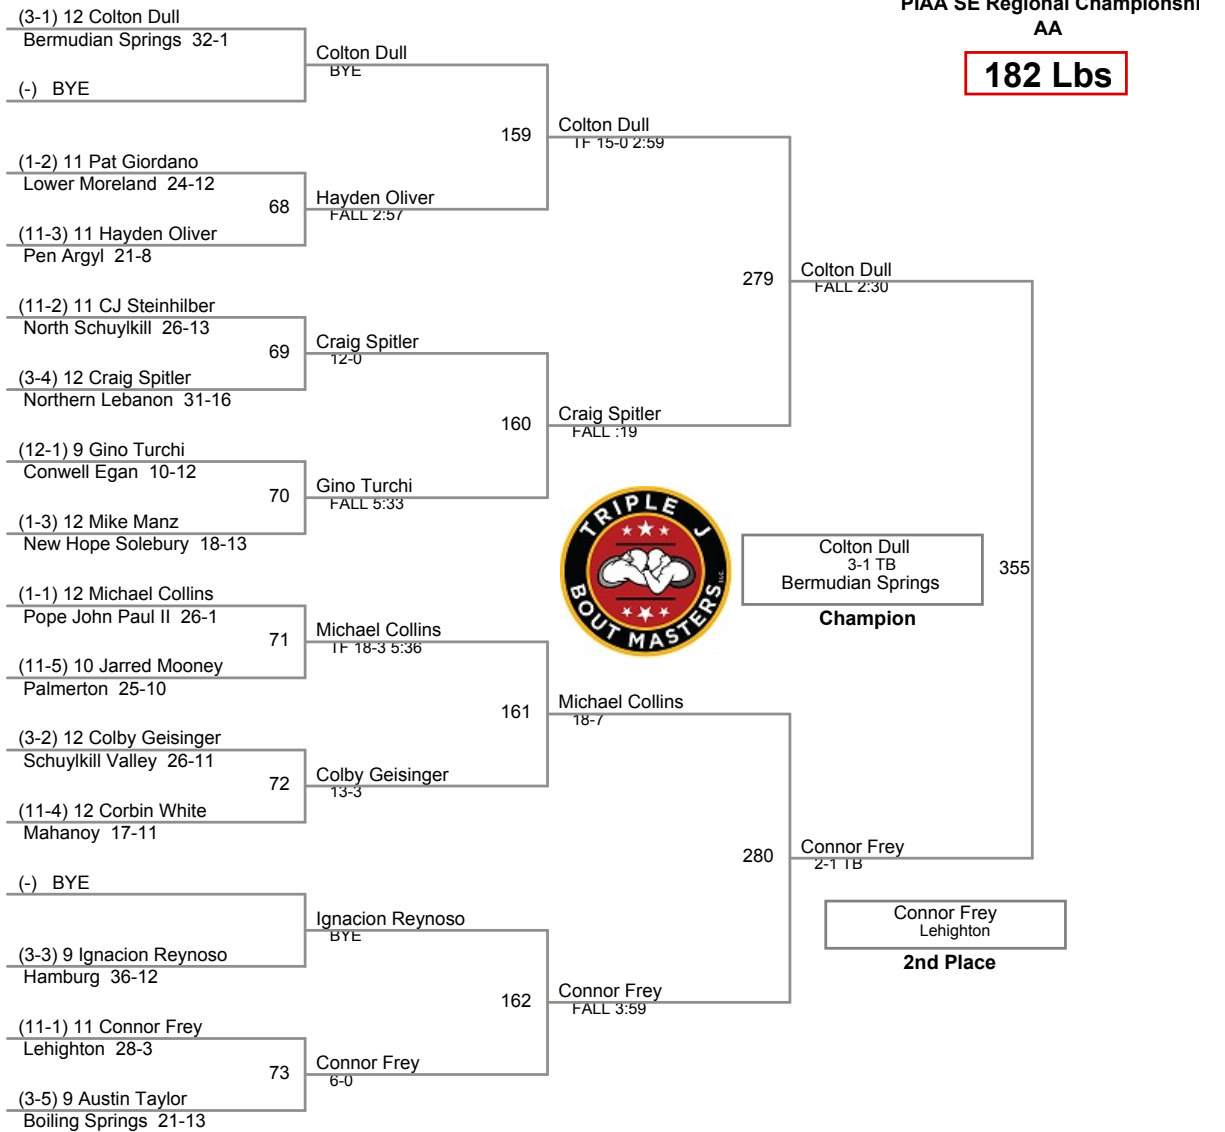 PIAA SE Regional Championshi
AA
182 Lbs
(3-1) 12 Colton Dull
Bermudian Springs 32-1
(-) BYE
(1-2) 11 Pat Giordano
Lower Moreland 24-12
(11-3) 11 Hayden Oliver
Pen Argyl 21-8
(11-2) 11 CJ Steinhilber
North Schuylkill 26-13
(3-4) 12 Craig Spitler
Northern Lebanon 31-16
(12-1) 9 Gino Turchi
Conwell Egan 10-12
(1-3) 12 Mike Manz
New Hope Solebury 18-13
(1-1) 12 Michael Collins
Pope John Paul II 26-1
(11-5) 10 Jarred Mooney
Palmerton 25-10
(3-2) 12 Colby Geisinger
Schuylkill Valley 26-11
(11-4) 12 Corbin White
Mahanoy 17-11
(-) BYE
(3-3) 9 Ignacion Reynoso
Hamburg 36-12
(11-1) 11 Connor Frey
Lehighton 28-3
(3-5) 9 Austin Taylor
Boiling Springs 21-13
68
69
70
71
72
73
Colton Dull
BYE
Hayden Oliver
FALL 2:57
Craig Spitler
12-0
Gino Turchi
FALL 5:33
Michael Collins
TF 18-3 5:36
Colby Geisinger
13-3
Ignacion Reynoso
BYE
Connor Frey
6-0
159
160
161
162
Colton Dull
TF 15-0 2:59
Craig Spitler
FALL :19
Michael Collins
18-7
Connor Frey
FALL 3:59
279
280
Colton Dull
FALL 2:30
Connor Frey
2-1 TB
355
TRIPLE J
BOUT MASTERS LLC.
Colton Dull
3-1 TB
Bermudian Springs
Champion
Connor Frey
Lehighton
2nd Place